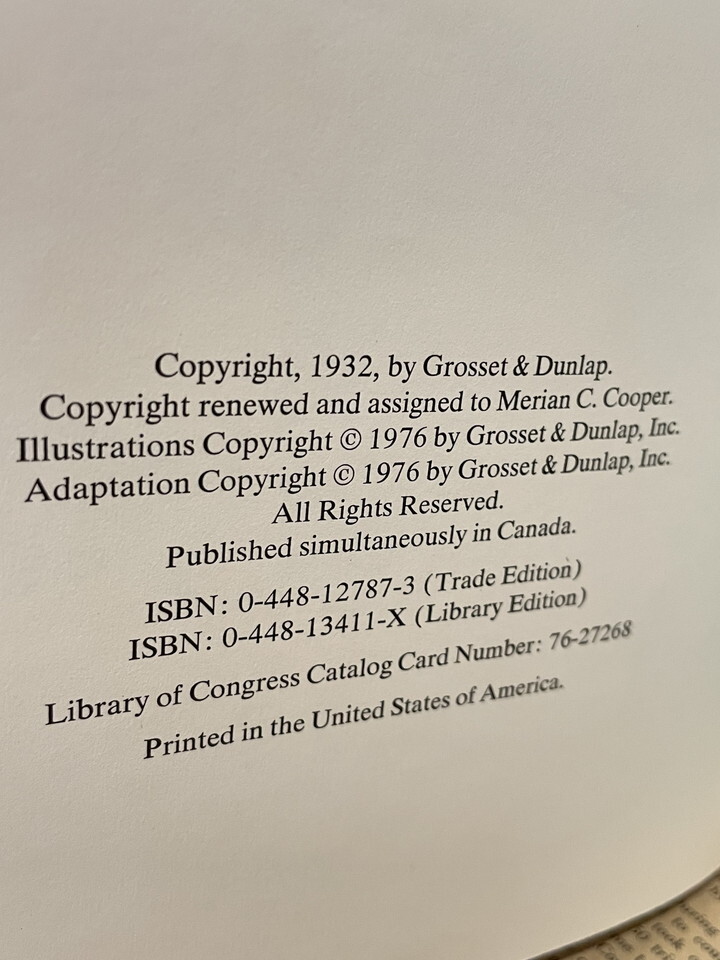 Copyright, 1932, by Grosset & Dunlap.
Copyright renewed and assigned to Merian C. Cooper.
Illustrations Copyright © 1976 by Grosset & Dunlap, Inc.
Adaptation Copyright © 1976 by Grosset & Dunlap, Inc.
All Rights Reserved.
Published simultaneously in Canada.
ISBN: 0-448-12787-3 (Trade Edition)
ISBN: 0-448-13411-X (Library Edition)
Library of Congress Catalog Card Number: 76-27268
Printed in the United States of America.